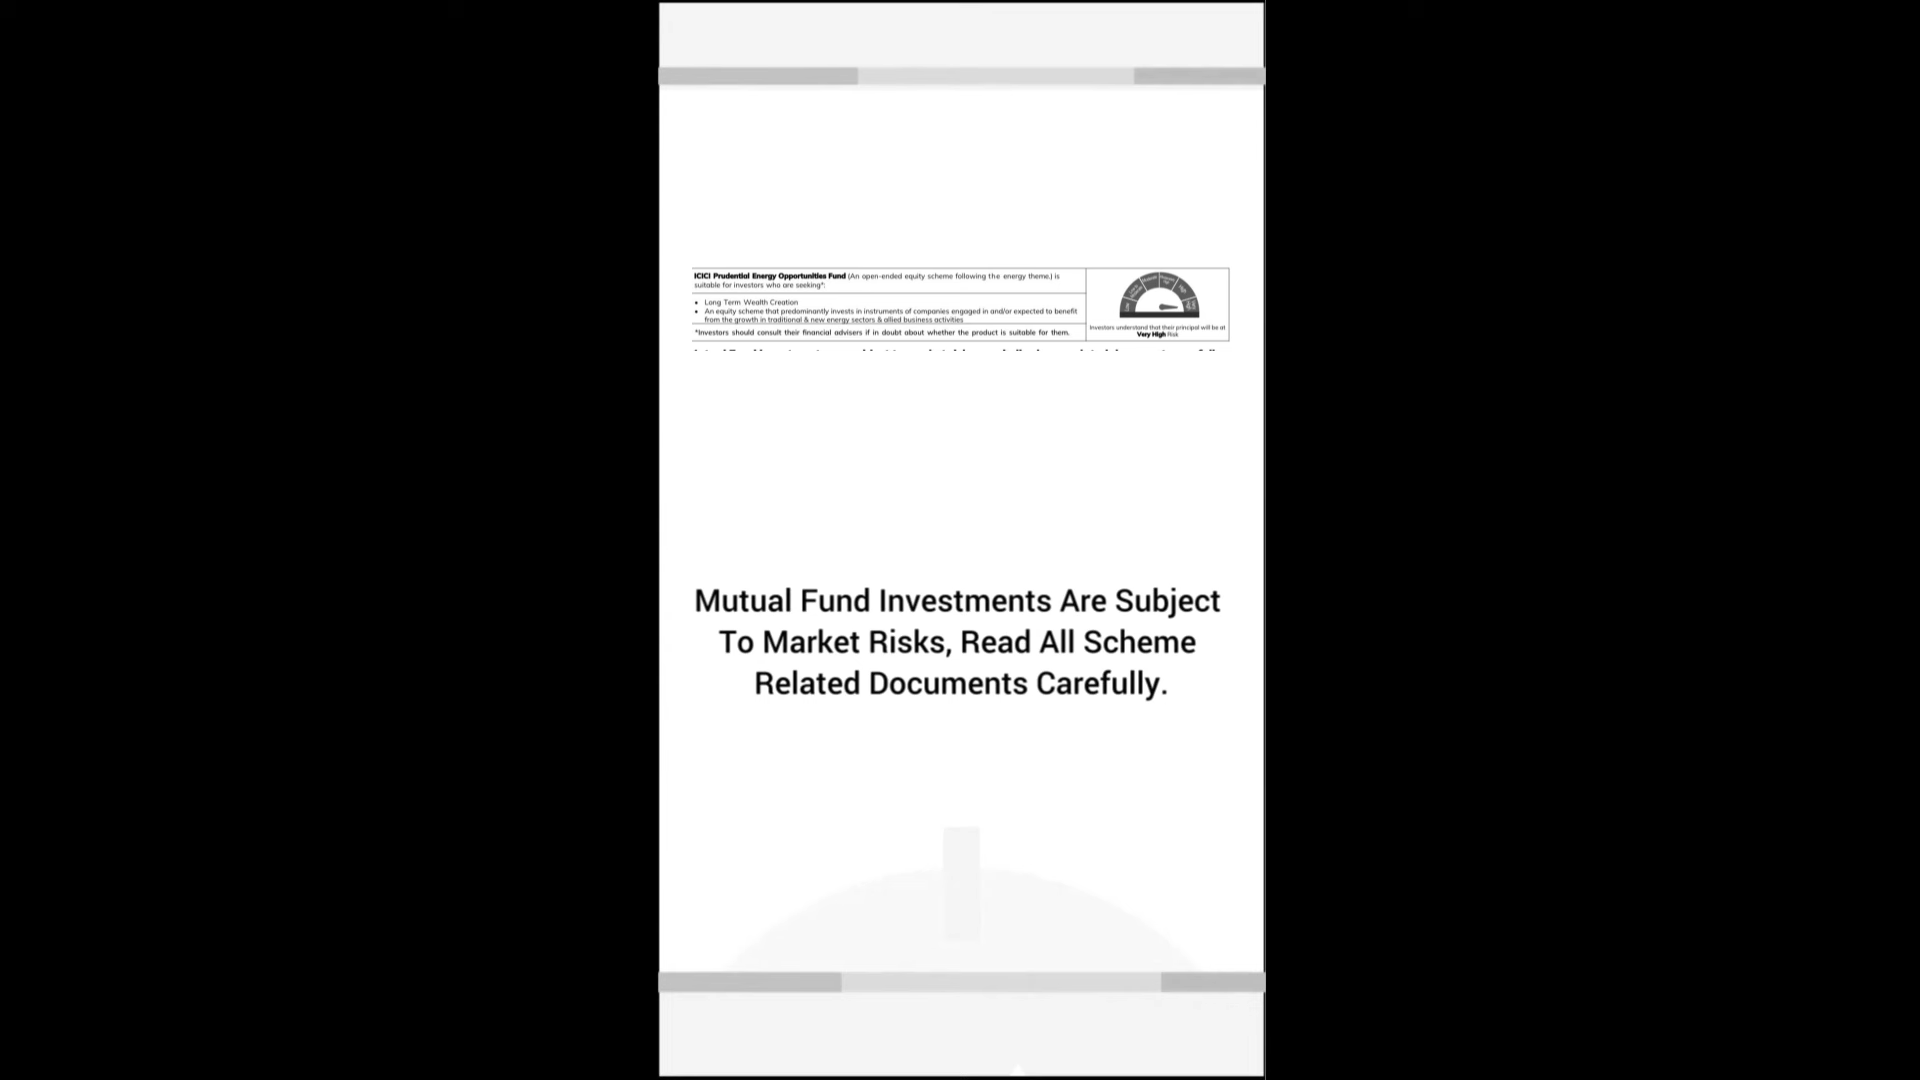 ICICI Prudential Energy Opportunities Fund (An open-ended equity scheme following the energy theme.) is
suitable for investors who are seeking*:
• Long Term Wealth Creation
• An equity scheme that predominantly invests in instruments of companies engaged in and/or expected to benefit
from the growth in traditional & new energy sectors & allied business activities
*Investors should consult their financial advisers if in doubt about whether the product is suitable for them.
Low
High
Investors understand that their principal will be at
Very High Risk
Mutual Fund Investments Are Subject
To Market Risks, Read All Scheme
Related Documents Carefully.